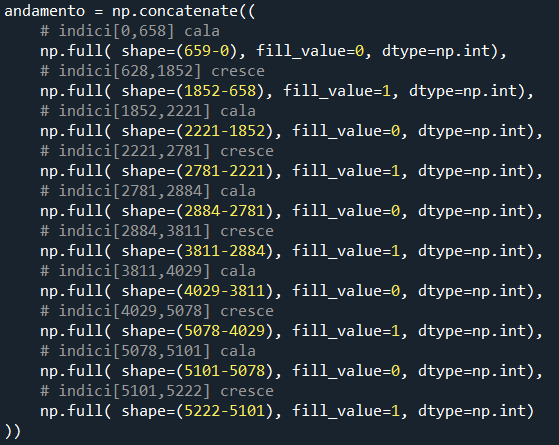 andamento = np.concatenate((
# indici[0,658] cala
np.full( shape=(659-0), fill_value=0, dtype=np.int),
# indici[628,1852] cresce
np.full( shape=(1852-658), fill_value=1, dtype=np.int),
# indici[1852,2221] cala
np.full( shape=(2221-1852), fill_value=0, dtype=np.int),
# indici[2221,2781] cresce
np.full( shape=(2781-2221), fill_value=1, dtype=np.int),
# indici[2781,2884] cala
np.full( shape=(2884-2781), fill_value=0, dtype=np.int),
# indici[2884,3811] cresce
np.full( shape=(3811-2884), fill_value=1, dtype=np.int),
# indici[3811,4029] cala
np.full( shape=(4029-3811), fill_value=0, dtype=np.int),
# indici[4029,5078] cresce
np.full( shape=(5078-4029), fill_value=1, dtype=np.int),
# indici[5078,5101] cala
np.full( shape=(5101-5078), fill_value=0, dtype=np.int),
# indici[5101,5222] cresce
np.full( shape=(5222-5101), fill_value=1, dtype=np.int)
))